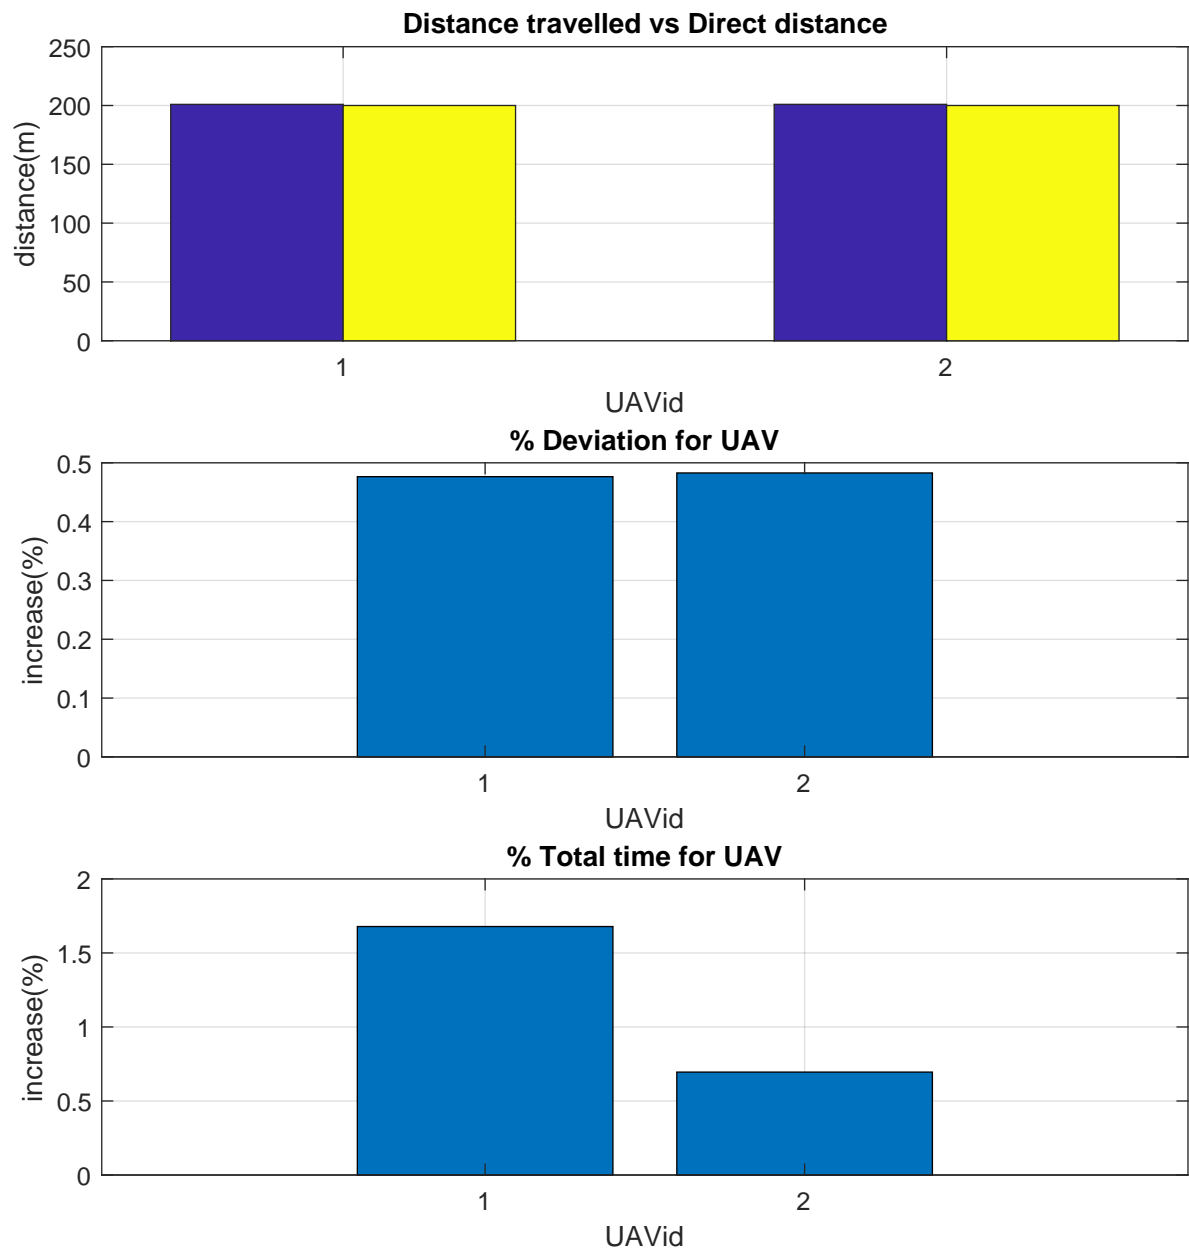 Distance travelled vs Direct distance
250
200
150
100
50
0
distance(m)
1 2
UAVid
% Deviation for UAV
0.5
0.4
0.3
0.2
0.1
0
increase(%)
1 2
UAVid
% Total time for UAV
2
1.5
1
0.5
0
increase(%)
1 2
UAVid